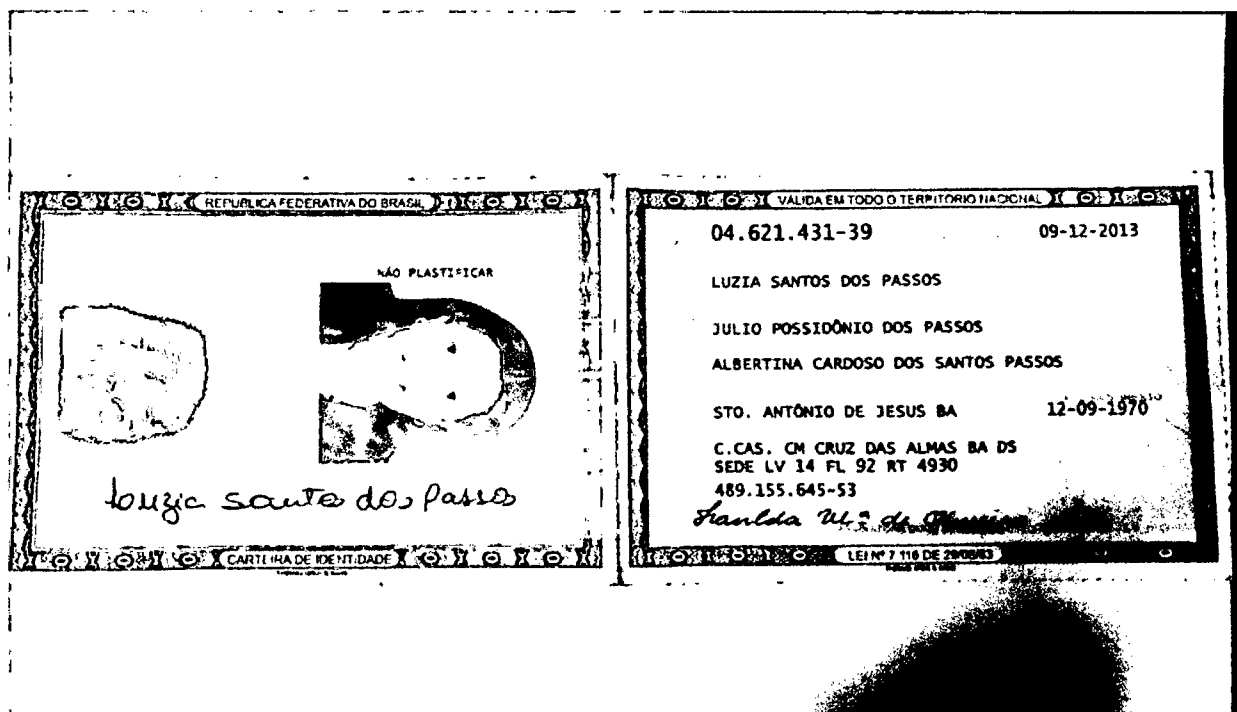 REPUBLICA FEDERATIVA DO BRASIL
NÃO PLASTIFICAR
Luzia Santos dos Passos
CARTEIRA DE IDENTIDADE
VALIDA EM TODO O TERRITORIO NACIONAL
04.621.431-39 09-12-2013
LUZIA SANTOS DOS PASSOS
JULIO POSSIDÔNIO DOS PASSOS
ALBERTINA CARDOSO DOS SANTOS PASSOS
STO. ANTÔNIO DE JESUS BA 12-09-1970
C.CAS. CM CRUZ DAS ALMAS BA DS
SEDE LV 14 FL 92 RT 4930
489.155.645-53
LEI Nº 7 116 DE 29/08/83